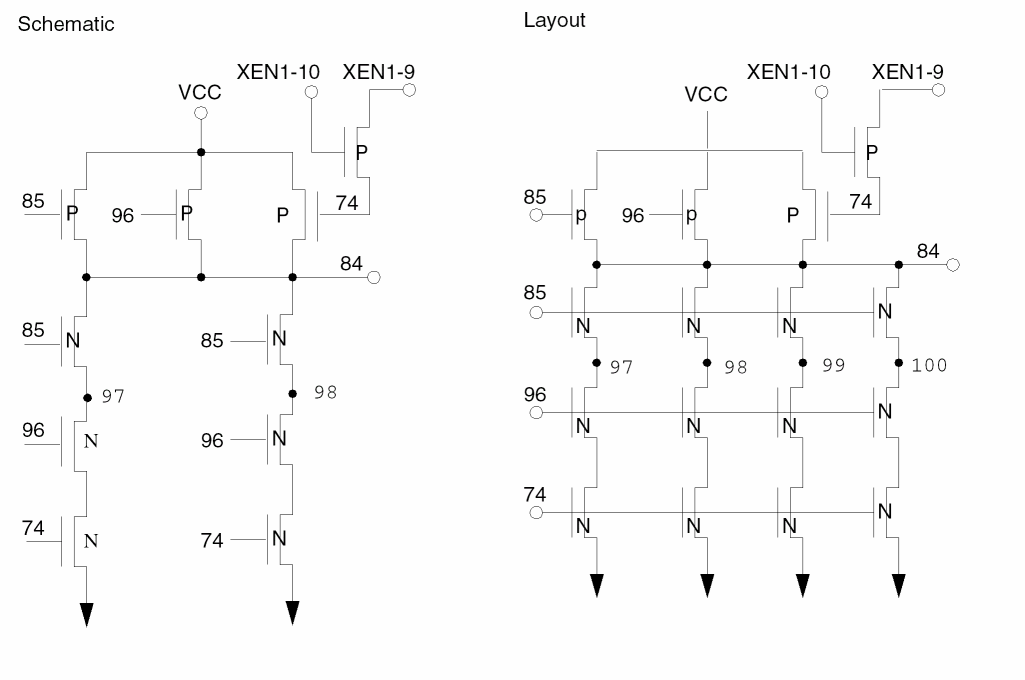 Schematic
Layout
XEN1-10 XEN1-9
XEN1-10 XEN1-9
VCC
VCC
P
P
85 P 96 P P 74
85 p 96 p P 74
84
84
85 N 85 N
85 N N N N
97 98
97 98 99 100
96 N 96 N
96 N N N N
74 N 74 N
74 N N N N